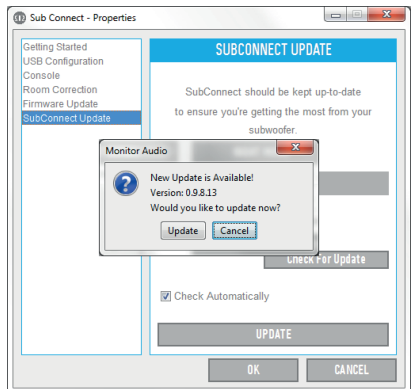 Sub Connect - Properties
Getting Started
USB Configuration
Console
Room Correction
Firmware Update
SubConnect Update
SUBCONNECT UPDATE
SubConnect should be kept up-to-date
to ensure you're getting the most from your
subwoofer.
Monitor Audio
New Update is Available!
Version: 0.9.8.13
Would you like to update now?
Update
Cancel
Check For Update
Check Automatically
UPDATE
OK
CANCEL